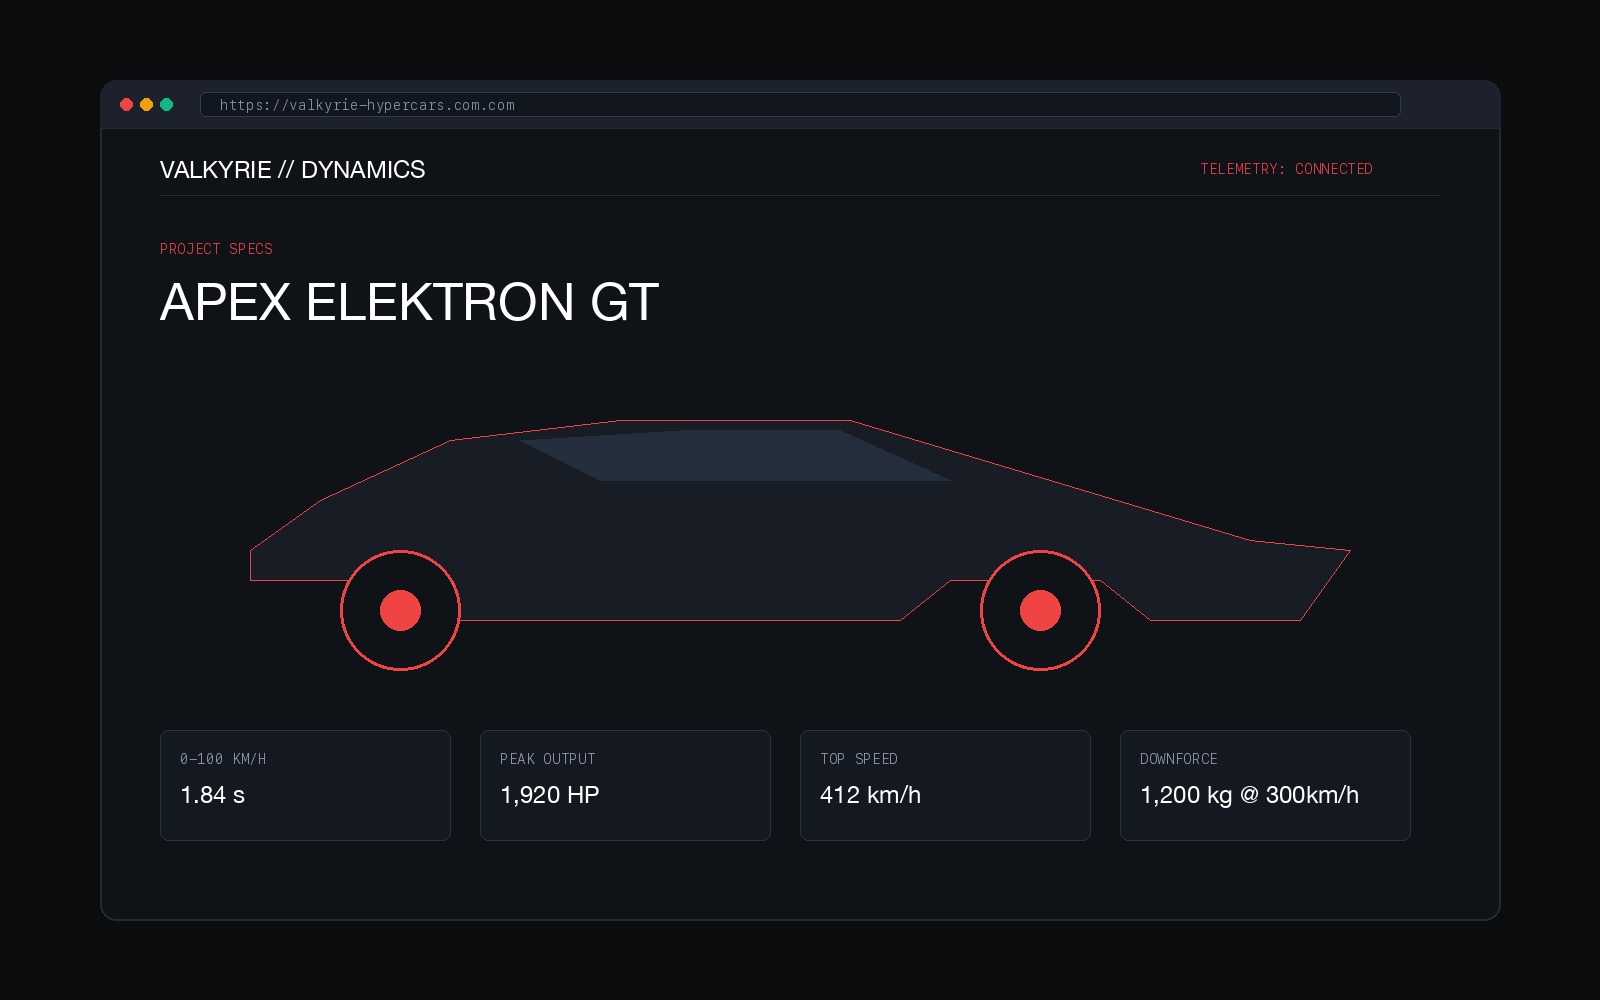 https://valkyrie-hypercars.com.com
VALKYRIE // DYNAMICS
TELEMETRY: CONNECTED
PROJECT SPECS
APEX ELEKTRON GT
0-100 KM/H
1.84 s
PEAK OUTPUT
1,920 HP
TOP SPEED
412 km/h
DOWNFORCE
1,200 kg @ 300km/h